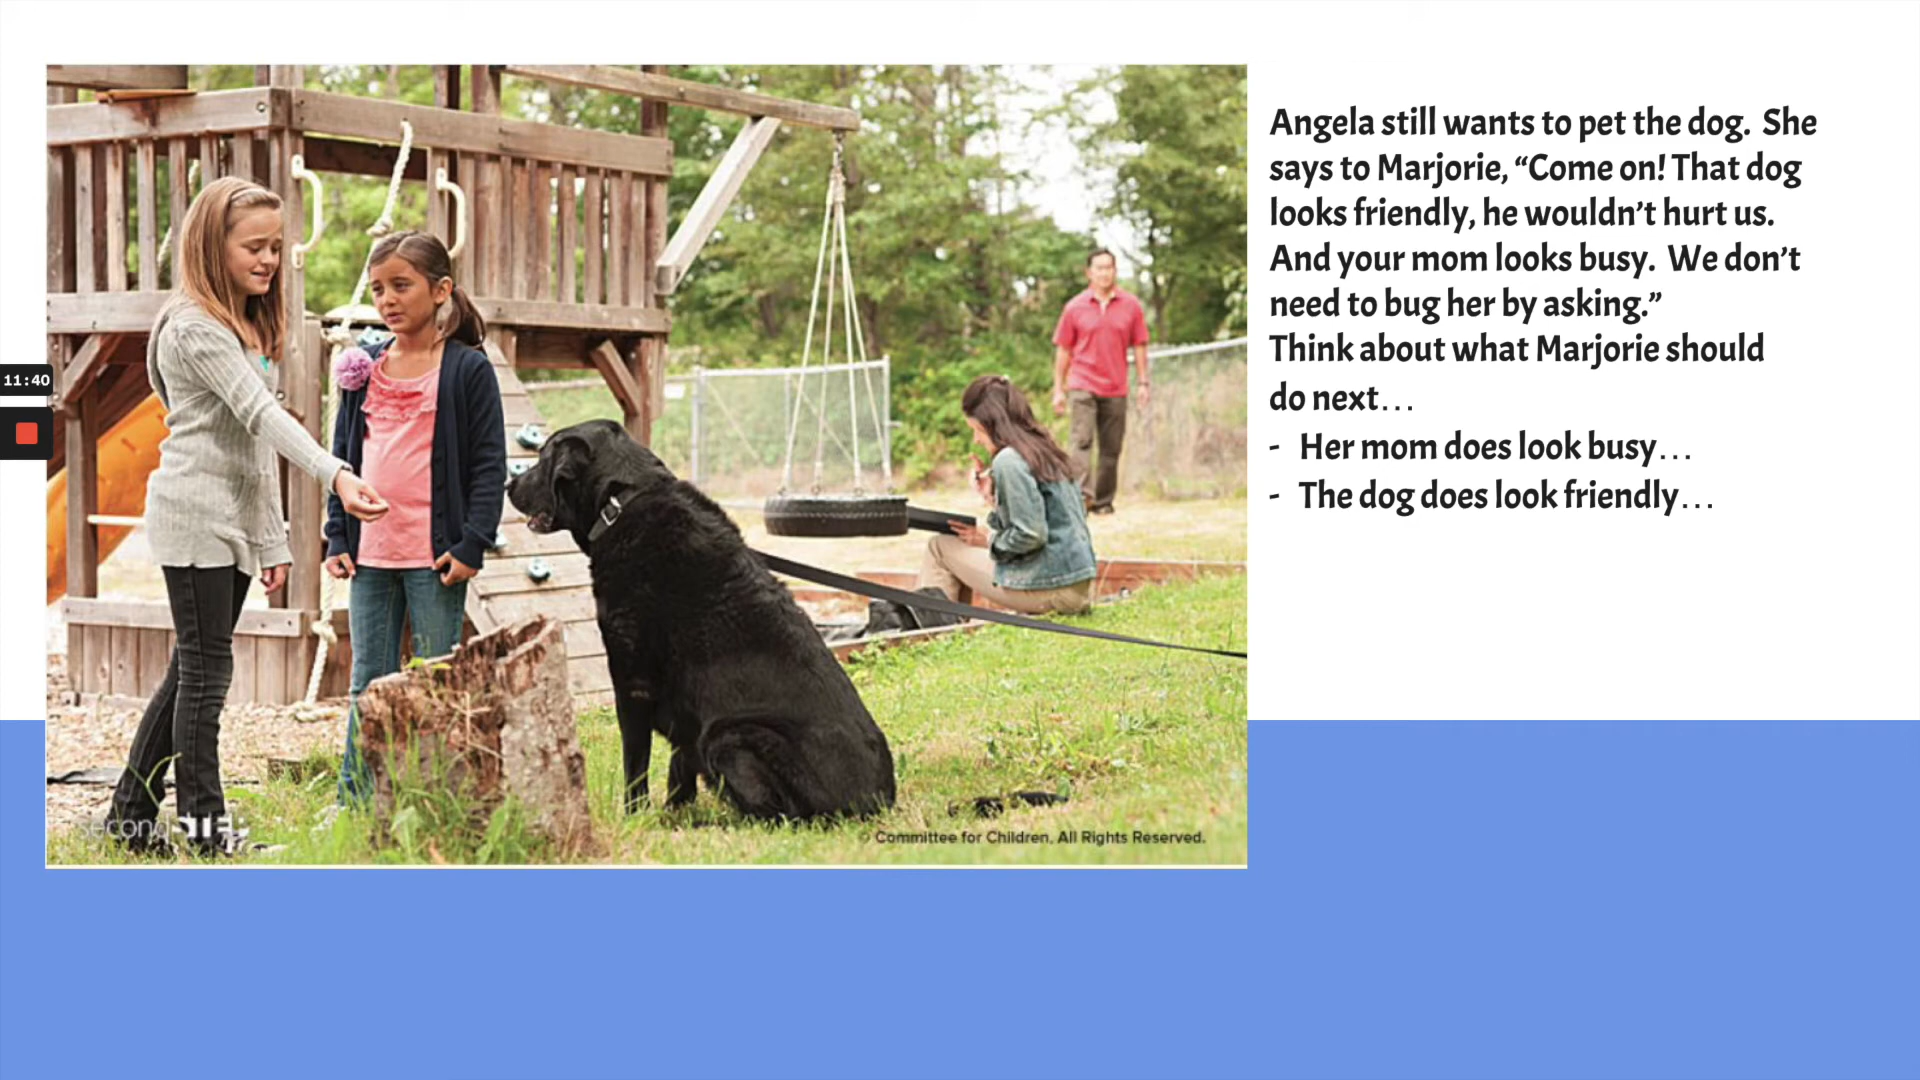 Angela still wants to pet the dog. She
says to Marjorie, “Come on! That dog
looks friendly, he wouldn’t hurt us.
And your mom looks busy. We don’t
need to bug her by asking.”
Think about what Marjorie should
do next...
- Her mom does look busy...
- The dog does look friendly...
11:40
second STEP
© Committee for Children. All Rights Reserved.